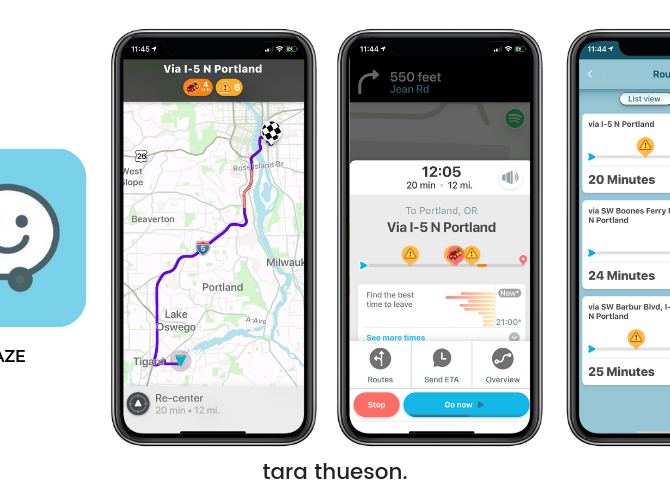 AZE
11:45
Via I-5 N Portland
4
MIN
6
26
West
Slope
Ross Island Br
Beaverton
5
Milwauk
Portland
Lake
Oswego
A-Ave
Tigard
Re-center
20 min • 12 mi.
11:44
550 feet
Jean Rd
12:05
20 min · 12 mi.
To Portland, OR
Via I-5 N Portland
Find the best
time to leave
Now*
21:00*
See more times
Routes
Send ETA
Overview
Stop
Go now
11:44
Rou
List view
via I-5 N Portland
20 Minutes
via SW Boones Ferry
N Portland
24 Minutes
via SW Barbur Blvd, I-
N Portland
25 Minutes
tara thueson.